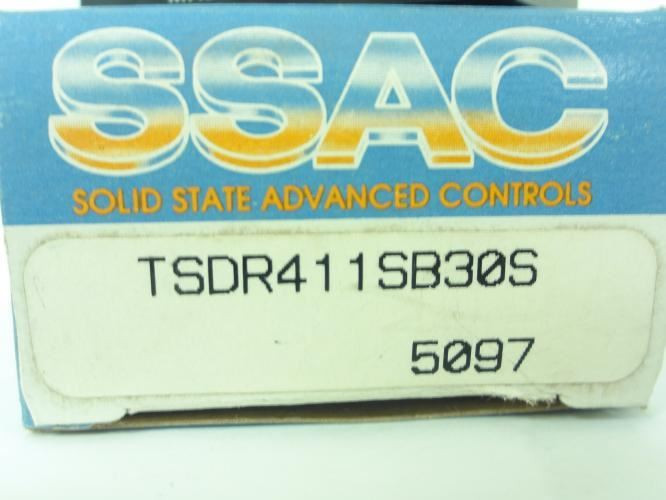 SSAC
SOLID STATE ADVANCED CONTROLS
TSDR411SB30S
5097